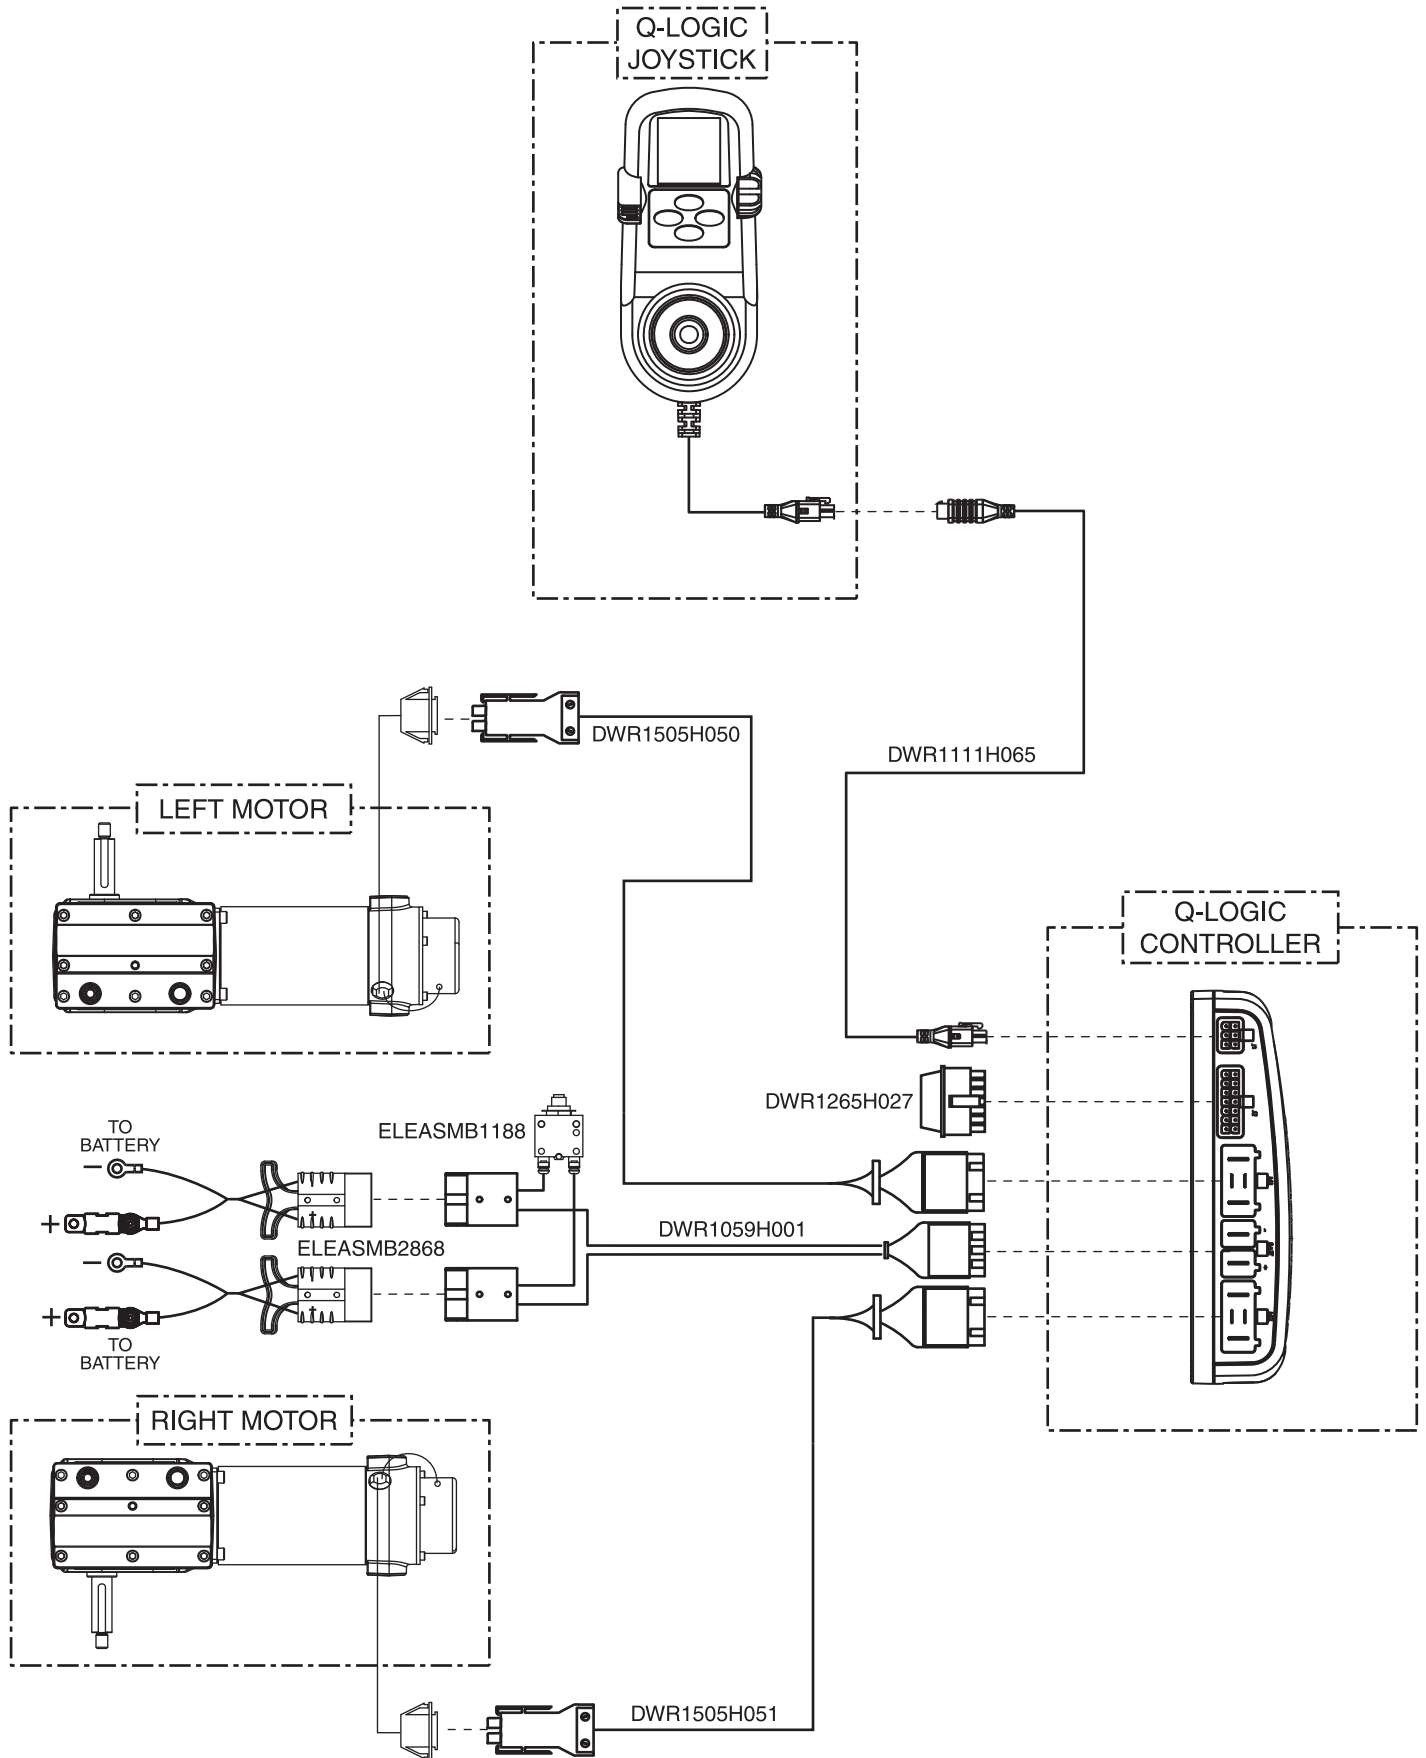 Q-LOGIC
JOYSTICK
DWR1505H050
DWR1111H065
LEFT MOTOR
Q-LOGIC
CONTROLLER
DWR1265H027
ELEASMB1188
TO
BATTERY
−
+
DWR1059H001
ELEASMB2868
−
+
TO
BATTERY
RIGHT MOTOR
DWR1505H051